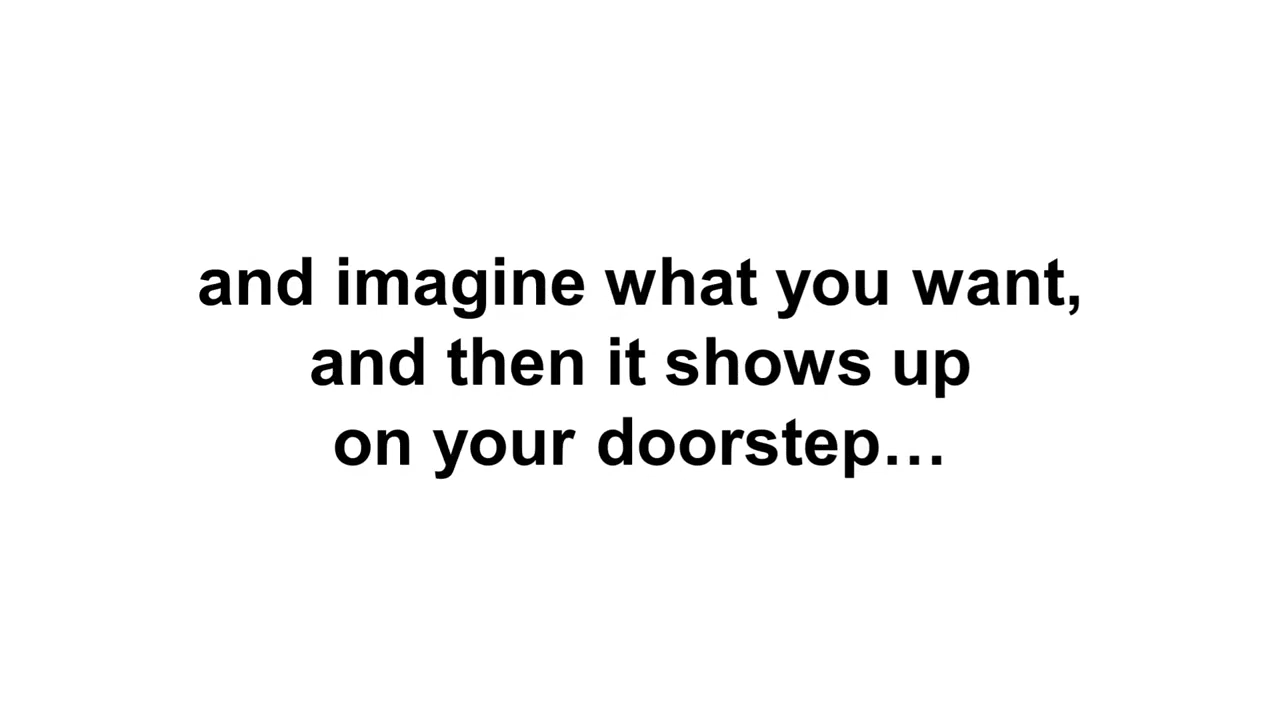 and imagine what you want,
and then it shows up
on your doorstep…